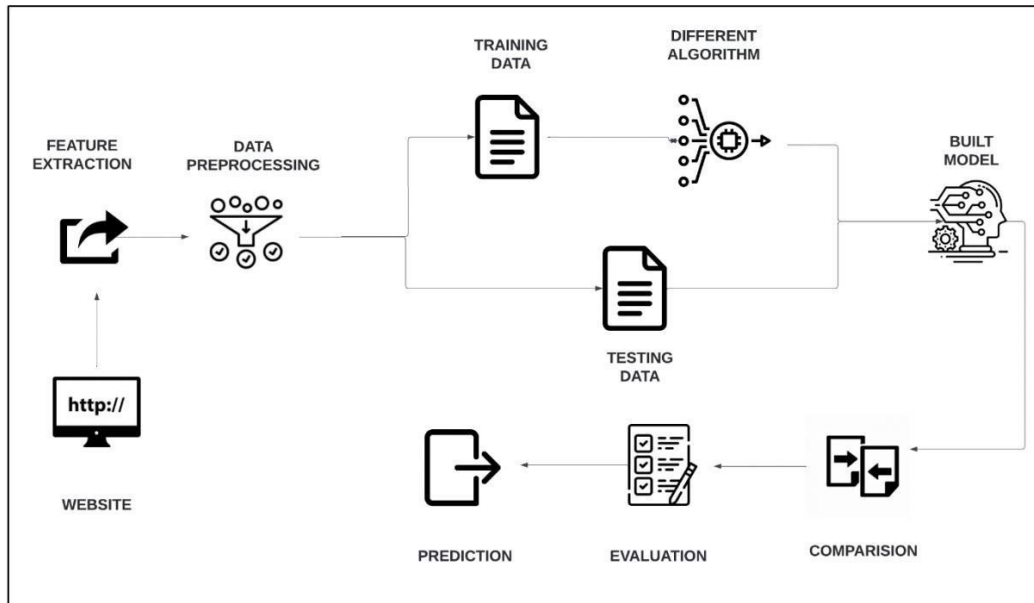 TRAINING
DATA
DIFFERENT
ALGORITHM
FEATURE
EXTRACTION
DATA
PREPROCESSING
BUILT
MODEL
http://
WEBSITE
TESTING
DATA
PREDICTION
EVALUATION
COMPARISION